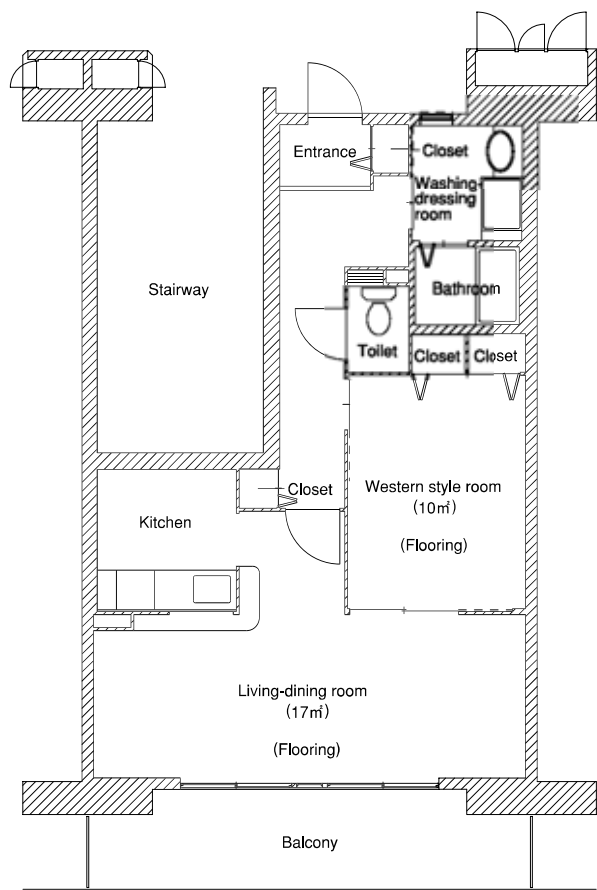 Entrance
Closet
Washing-
dressing
room
Stairway
Bathroom
Toilet
Closet
Closet
Closet
Western style room
(10㎡)
(Flooring)
Kitchen
Living-dining room
(17㎡)
(Flooring)
Balcony